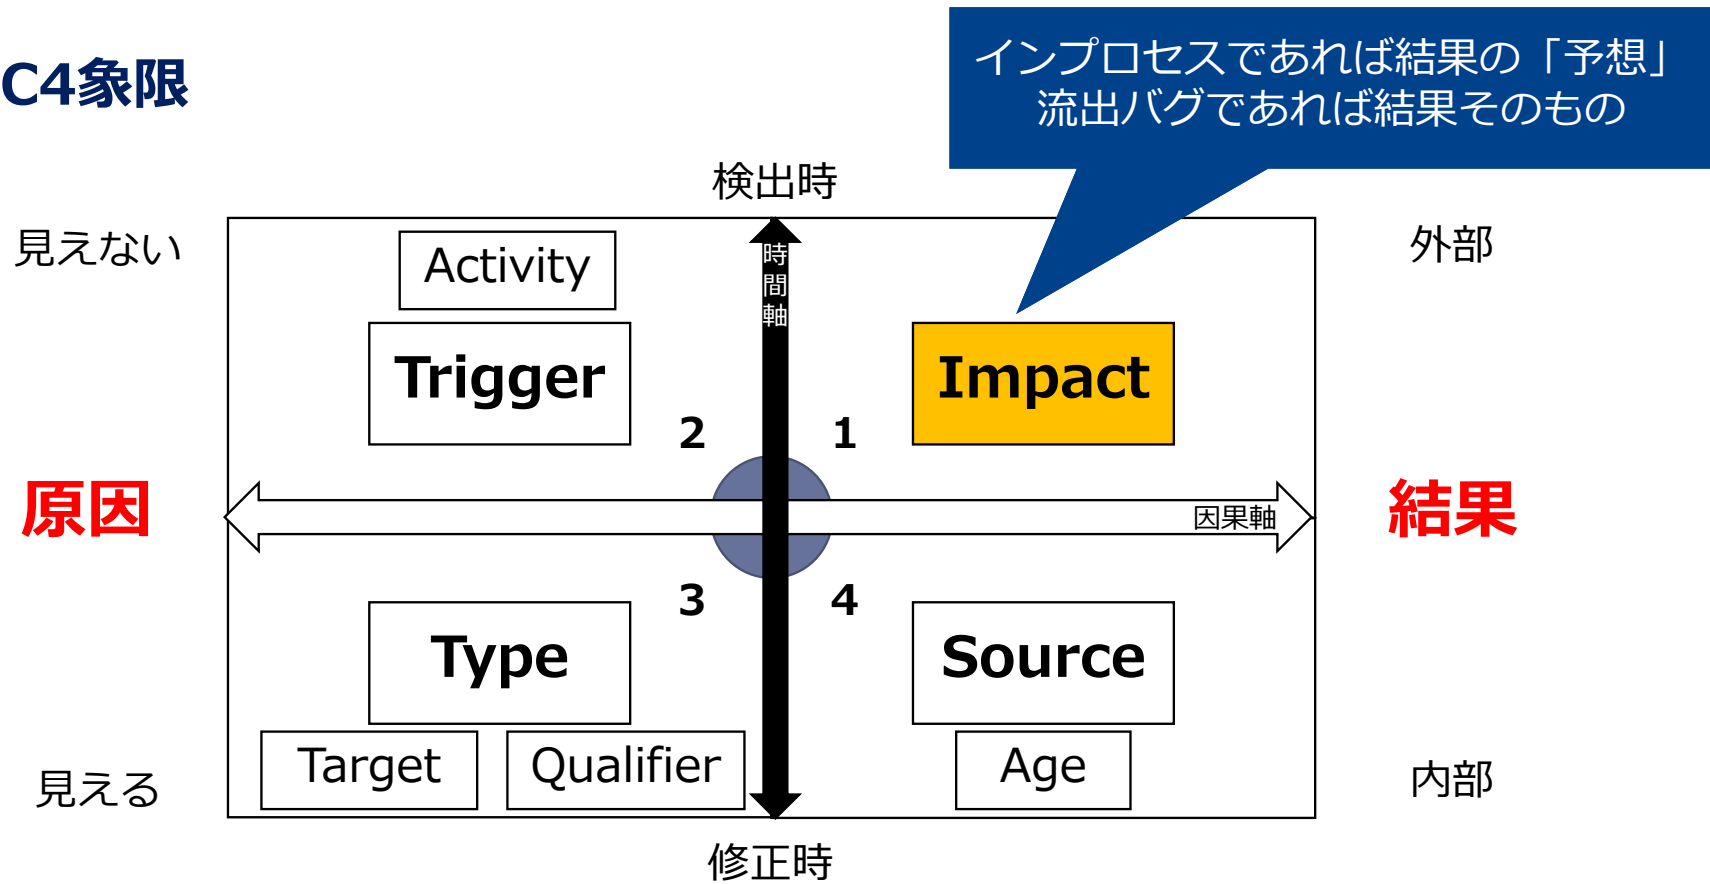 C4象限
インプロセスであれば結果の「予想」
流出バグであれば結果そのもの
検出時
見えない
外部
Activity
時間軸
Trigger
Impact
2
1
原因
因果軸
結果
3
4
Type
Source
Target
Qualifier
Age
見える
内部
修正時